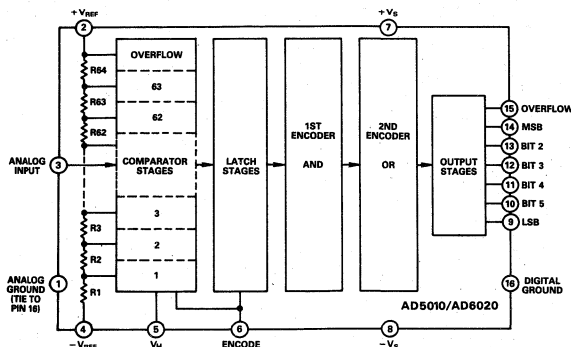 +VREF
2
+VS
7
OVERFLOW
R64
63
R63
62
R62
ANALOG
INPUT
3
COMPARATOR
STAGES
LATCH
STAGES
1ST
ENCODER
AND
2ND
ENCODER
OR
OUTPUT
STAGES
15 OVERFLOW
14 MSB
13 BIT 2
12 BIT 3
11 BIT 4
10 BIT 5
9 LSB
3
R3
2
R2
1
R1
ANALOG
GROUND
(TIE TO
PIN 16)
1
16
DIGITAL
GROUND
AD5010/AD6020
4
-VREF
5
VH
6
ENCODE
8
-VS